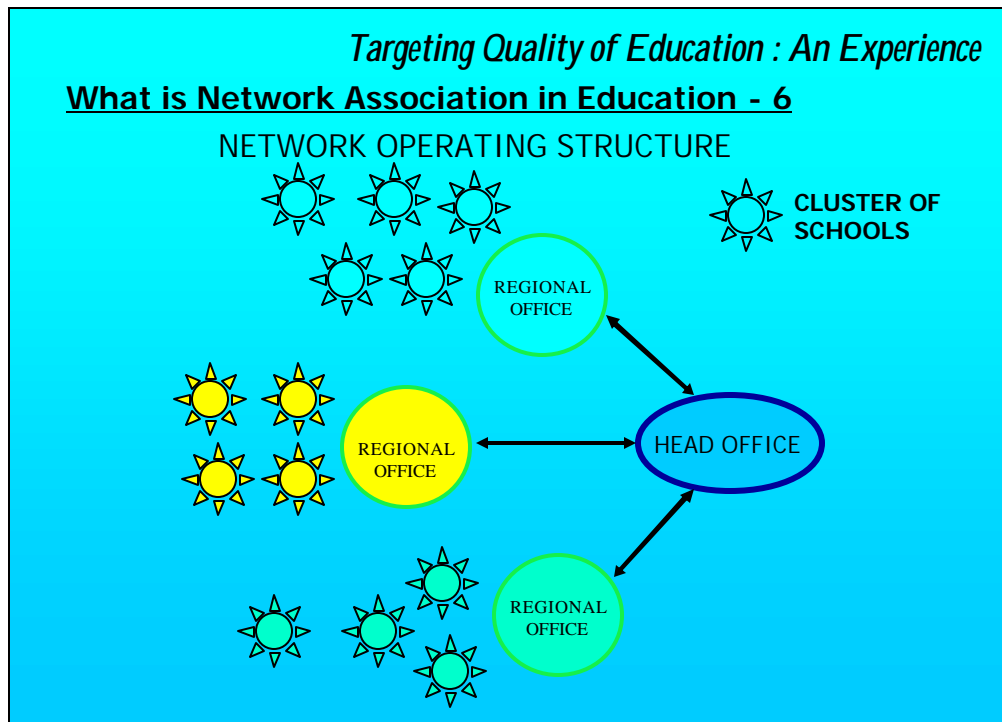 Targeting Quality of Education : An Experience
What is Network Association in Education - 6
NETWORK OPERATING STRUCTURE
CLUSTER OF
SCHOOLS
REGIONAL
OFFICE
REGIONAL
OFFICE
HEAD OFFICE
REGIONAL
OFFICE